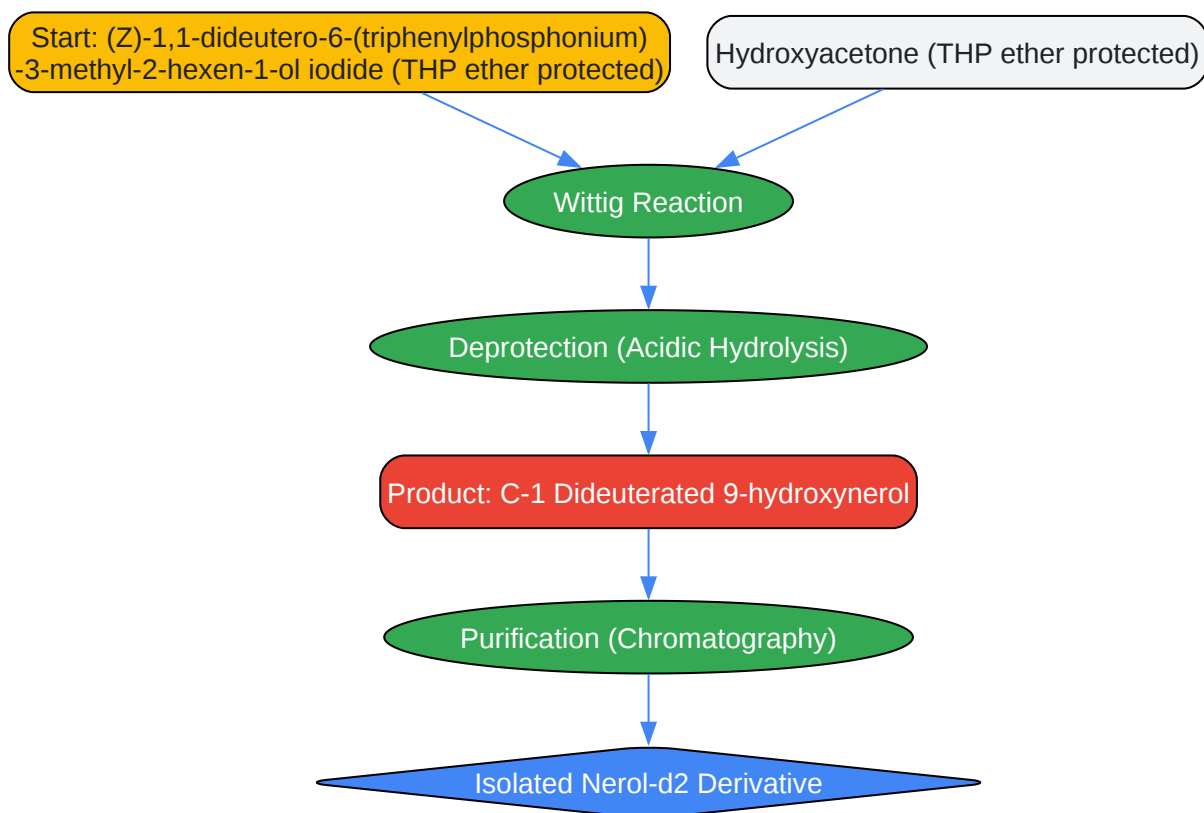 Start: (Z)-1,1-dideutero-6-(triphenylphosphonium)
-3-methyl-2-hexen-1-ol iodide (THP ether protected)
Hydroxyacetone (THP ether protected)
Wittig Reaction
Deprotection (Acidic Hydrolysis)
Product: C-1 Dideuterated 9-hydroxynerol
Purification (Chromatography)
Isolated Nerol-d2 Derivative